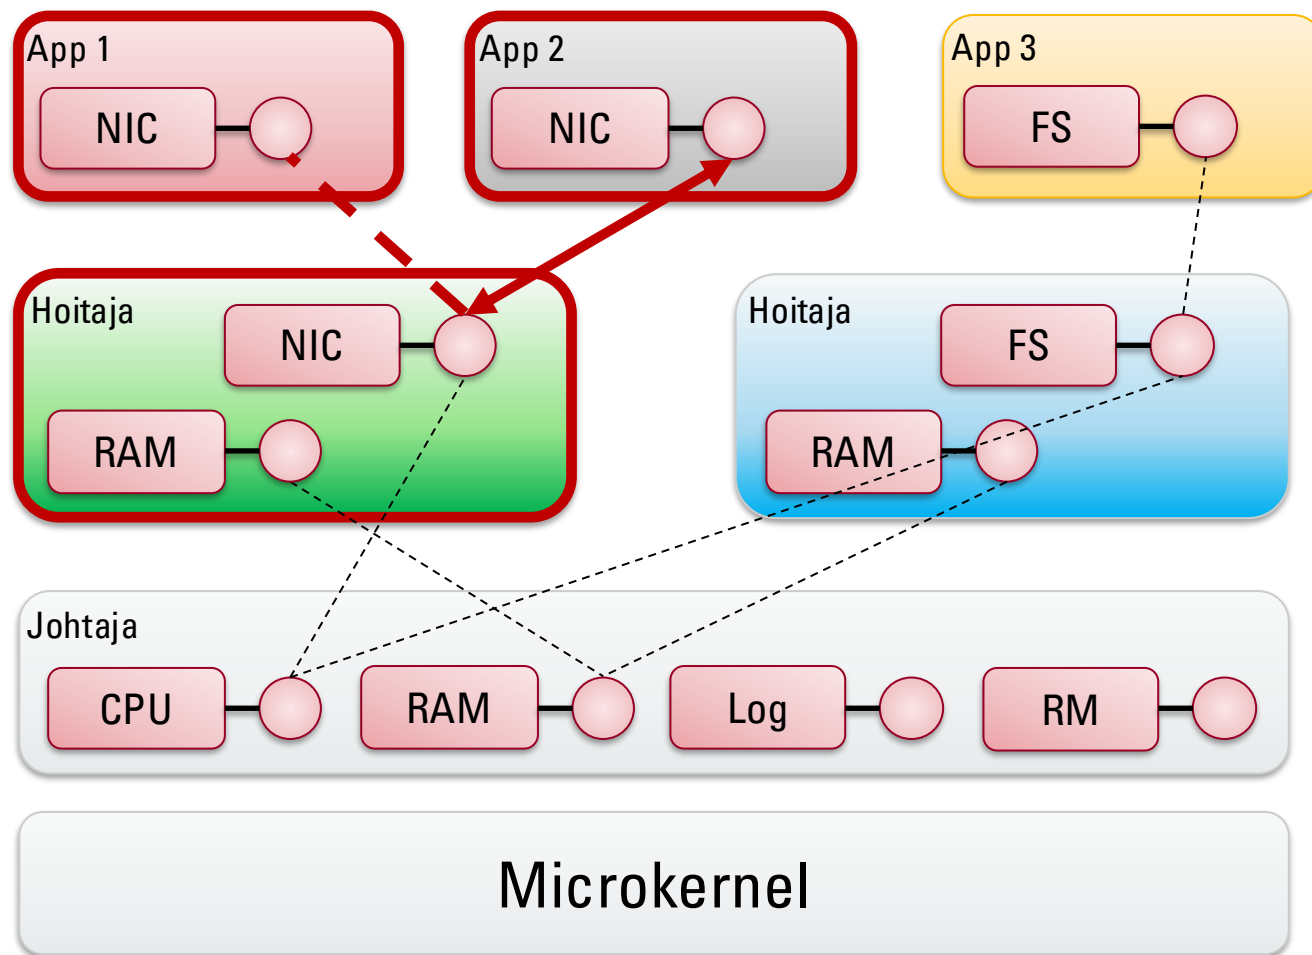 App 1
NIC
App 2
NIC
App 3
FS
Hoitaja
NIC
RAM
Hoitaja
FS
RAM
Johtaja
CPU
RAM
Log
RM
Microkernel